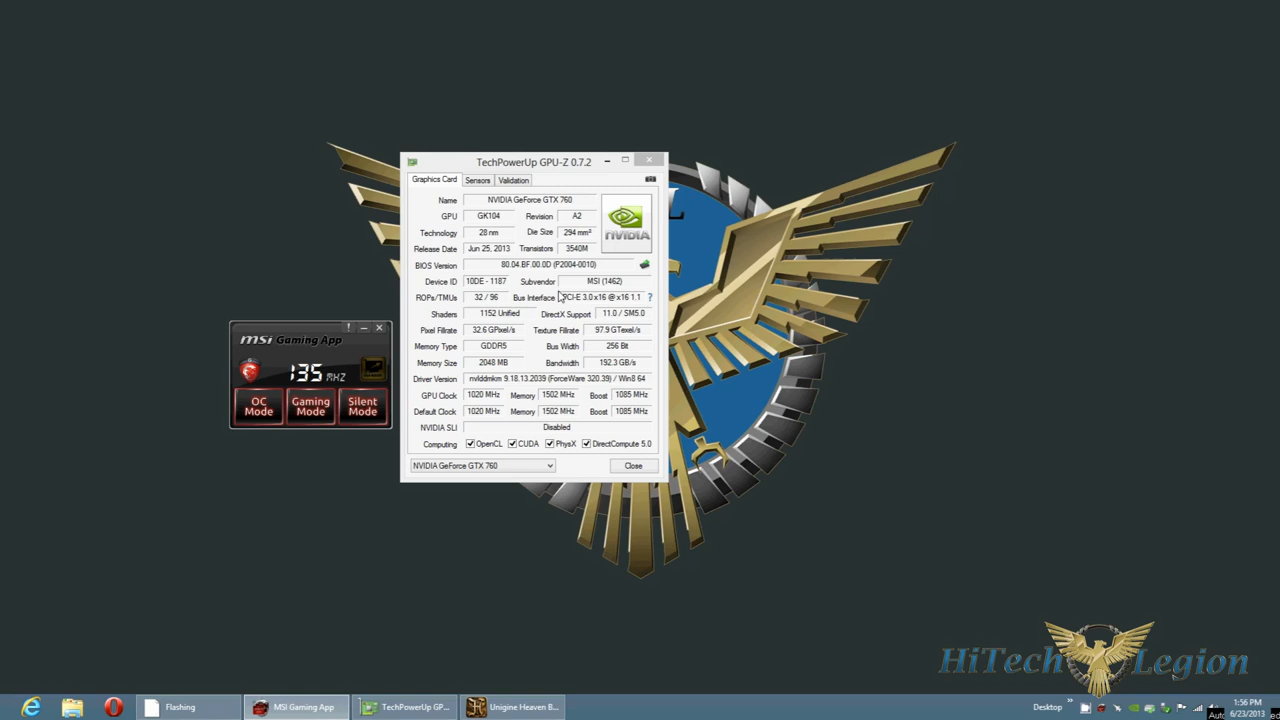 TechPowerUp GPU-Z 0.7.2
Graphics Card Sensors Validation
Name NVIDIA GeForce GTX 760
GPU GK104 Revision A2
Technology 28 nm Die Size 294 mm²
Release Date Jun 25, 2013 Transistors 3540M
BIOS Version 80.04.BF.00.0D (P2004-0010)
Device ID 10DE - 1187 Subvendor MSI (1462)
ROPs/TMUs 32 / 96 Bus Interface PCI-E 3.0 x16 @ x16 1.1 ?
Shaders 1152 Unified DirectX Support 11.0 / SM5.0
Pixel Fillrate 32.6 GPixel/s Texture Fillrate 97.9 GTexel/s
Memory Type GDDR5 Bus Width 256 Bit
Memory Size 2048 MB Bandwidth 192.3 GB/s
Driver Version nvlddmkm 9.18.13.2039 (ForceWare 320.39) / Win8 64
GPU Clock 1020 MHz Memory 1502 MHz Boost 1085 MHz
Default Clock 1020 MHz Memory 1502 MHz Boost 1085 MHz
NVIDIA SLI Disabled
Computing OpenCL CUDA PhysX DirectCompute 5.0
NVIDIA GeForce GTX 760 Close
NVIDIA
msi Gaming App
135 MHZ
OC Mode
Gaming Mode
Silent Mode
HiTech Legion
Flashing
MSI Gaming App
TechPowerUp GP...
Unigine Heaven B...
Desktop
1:56 PM
6/23/2013